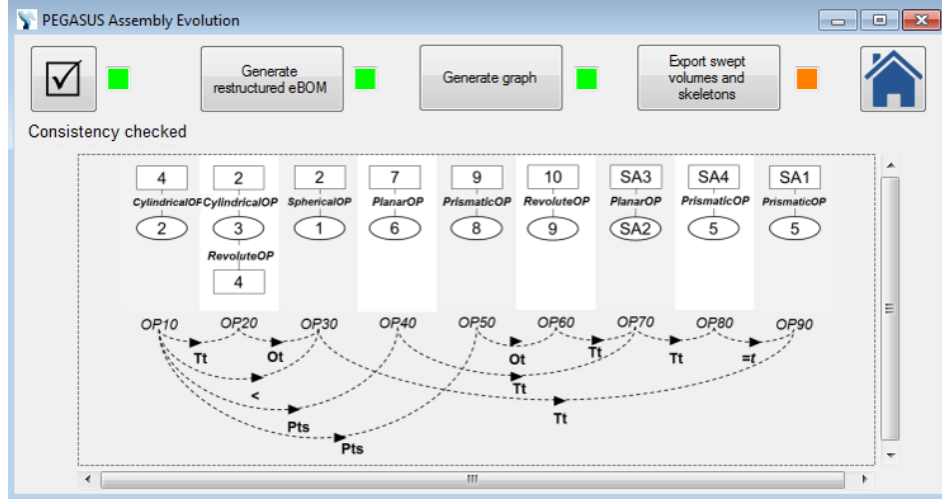 PEGASUS Assembly Evolution
Generate
restructured eBOM
Generate graph
Export swept
volumes and
skeletons
Consistency checked
4 2 2 7 9 10 SA3 SA4 SA1
CylindricalOP CylindricalOP SphericalOP PlanarOP PrismaticOP RevoluteOP PlanarOP PrismaticOP PrismaticOP
2 3 1 6 8 9 SA2 5 5
RevoluteOP
4
OP10 OP20 OP30 OP40 OP50 OP60 OP70 OP80 OP90
Tt Ot Ot Tt Tt =t
< Tt
Pts Tt
Pts